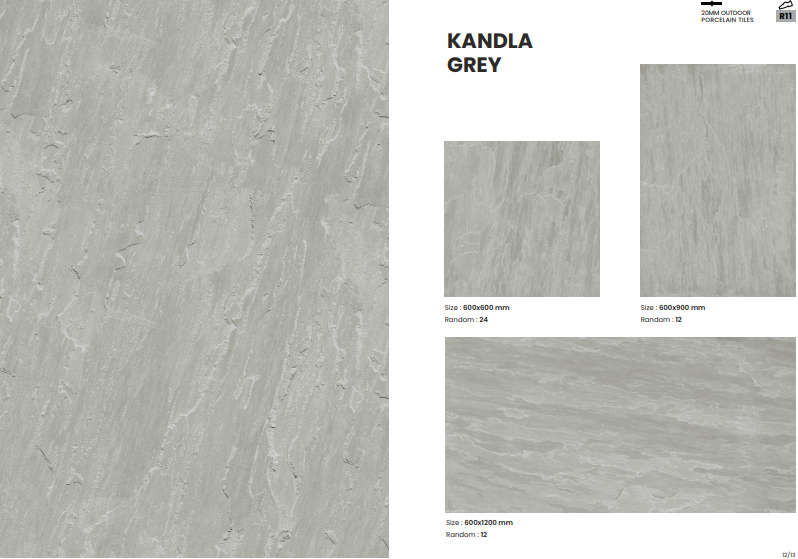 20MM OUTDOOR
PORCELAIN TILES
R11
KANDLA
GREY
Size : 600x600 mm
Random : 24
Size : 600x900 mm
Random : 12
Size : 600x1200 mm
Random : 12
12/13